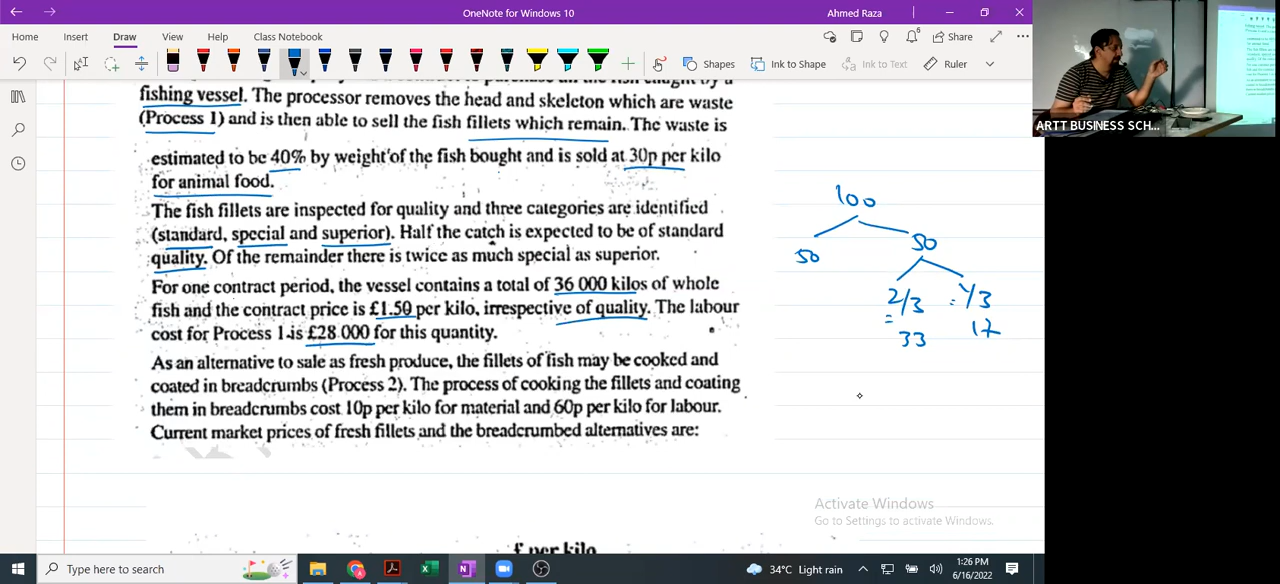 OneNote for Windows 10
Ahmed Raza
Home Insert Draw View Help Class Notebook
Share
Shapes Ink to Shape Ink to Text Ruler
fishing vessel. The processor removes the head and skeleton which are waste
(Process 1) and is then able to sell the fish fillets which remain. The waste is
estimated to be 40% by weight of the fish bought and is sold at 30p per kilo
for animal food.
The fish fillets are inspected for quality and three categories are identified
(standard, special and superior). Half the catch is expected to be of standard
quality. Of the remainder there is twice as much special as superior.
For one contract period, the vessel contains a total of 36 000 kilos of whole
fish and the contract price is £1.50 per kilo, irrespective of quality. The labour
cost for Process 1 is £28 000 for this quantity.
As an alternative to sale as fresh produce, the fillets of fish may be cooked and
coated in breadcrumbs (Process 2). The process of cooking the fillets and coating
them in breadcrumbs cost 10p per kilo for material and 60p per kilo for labour.
Current market prices of fresh fillets and the breadcrumbed alternatives are:
£ per kilo
100
50 50
2/3 = 1/3
= 33 17
ARTT BUSINESS SCH...
Activate Windows
Go to Settings to activate Windows.
Type here to search
34°C Light rain
1:26 PM
6/16/2022